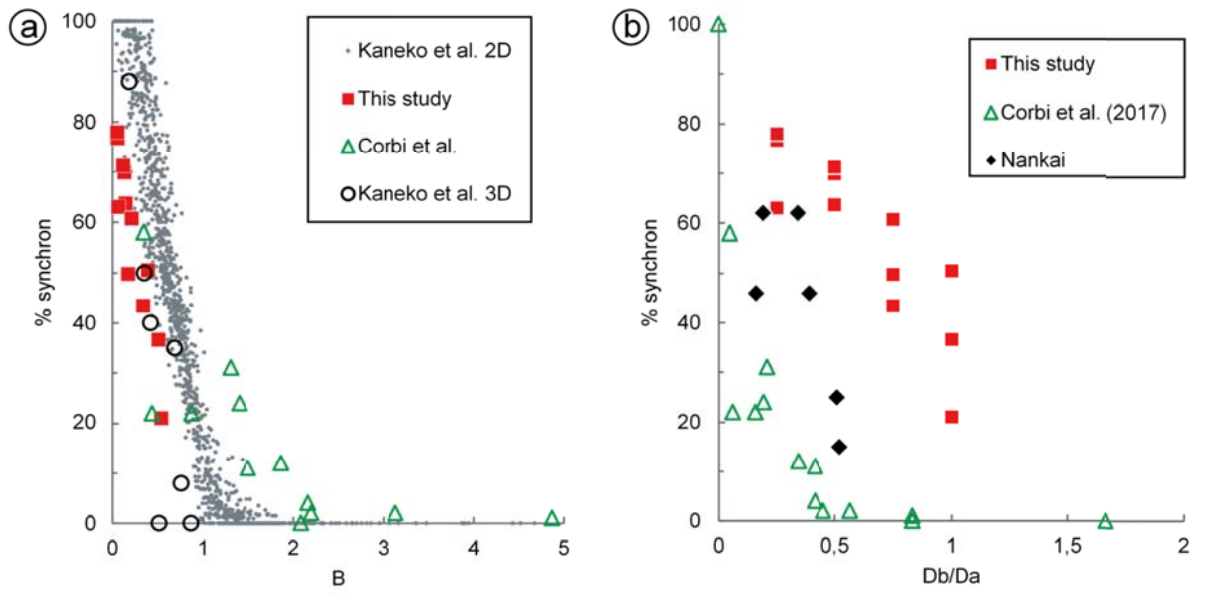 a
100
80
60
40
20
0
% synchron
0 1 2 3 4 5
B
Kaneko et al. 2D
This study
Corbi et al.
Kaneko et al. 3D
b
100
80
60
40
20
0
% synchron
0 0,5 1 1,5 2
Db/Da
This study
Corbi et al. (2017)
Nankai